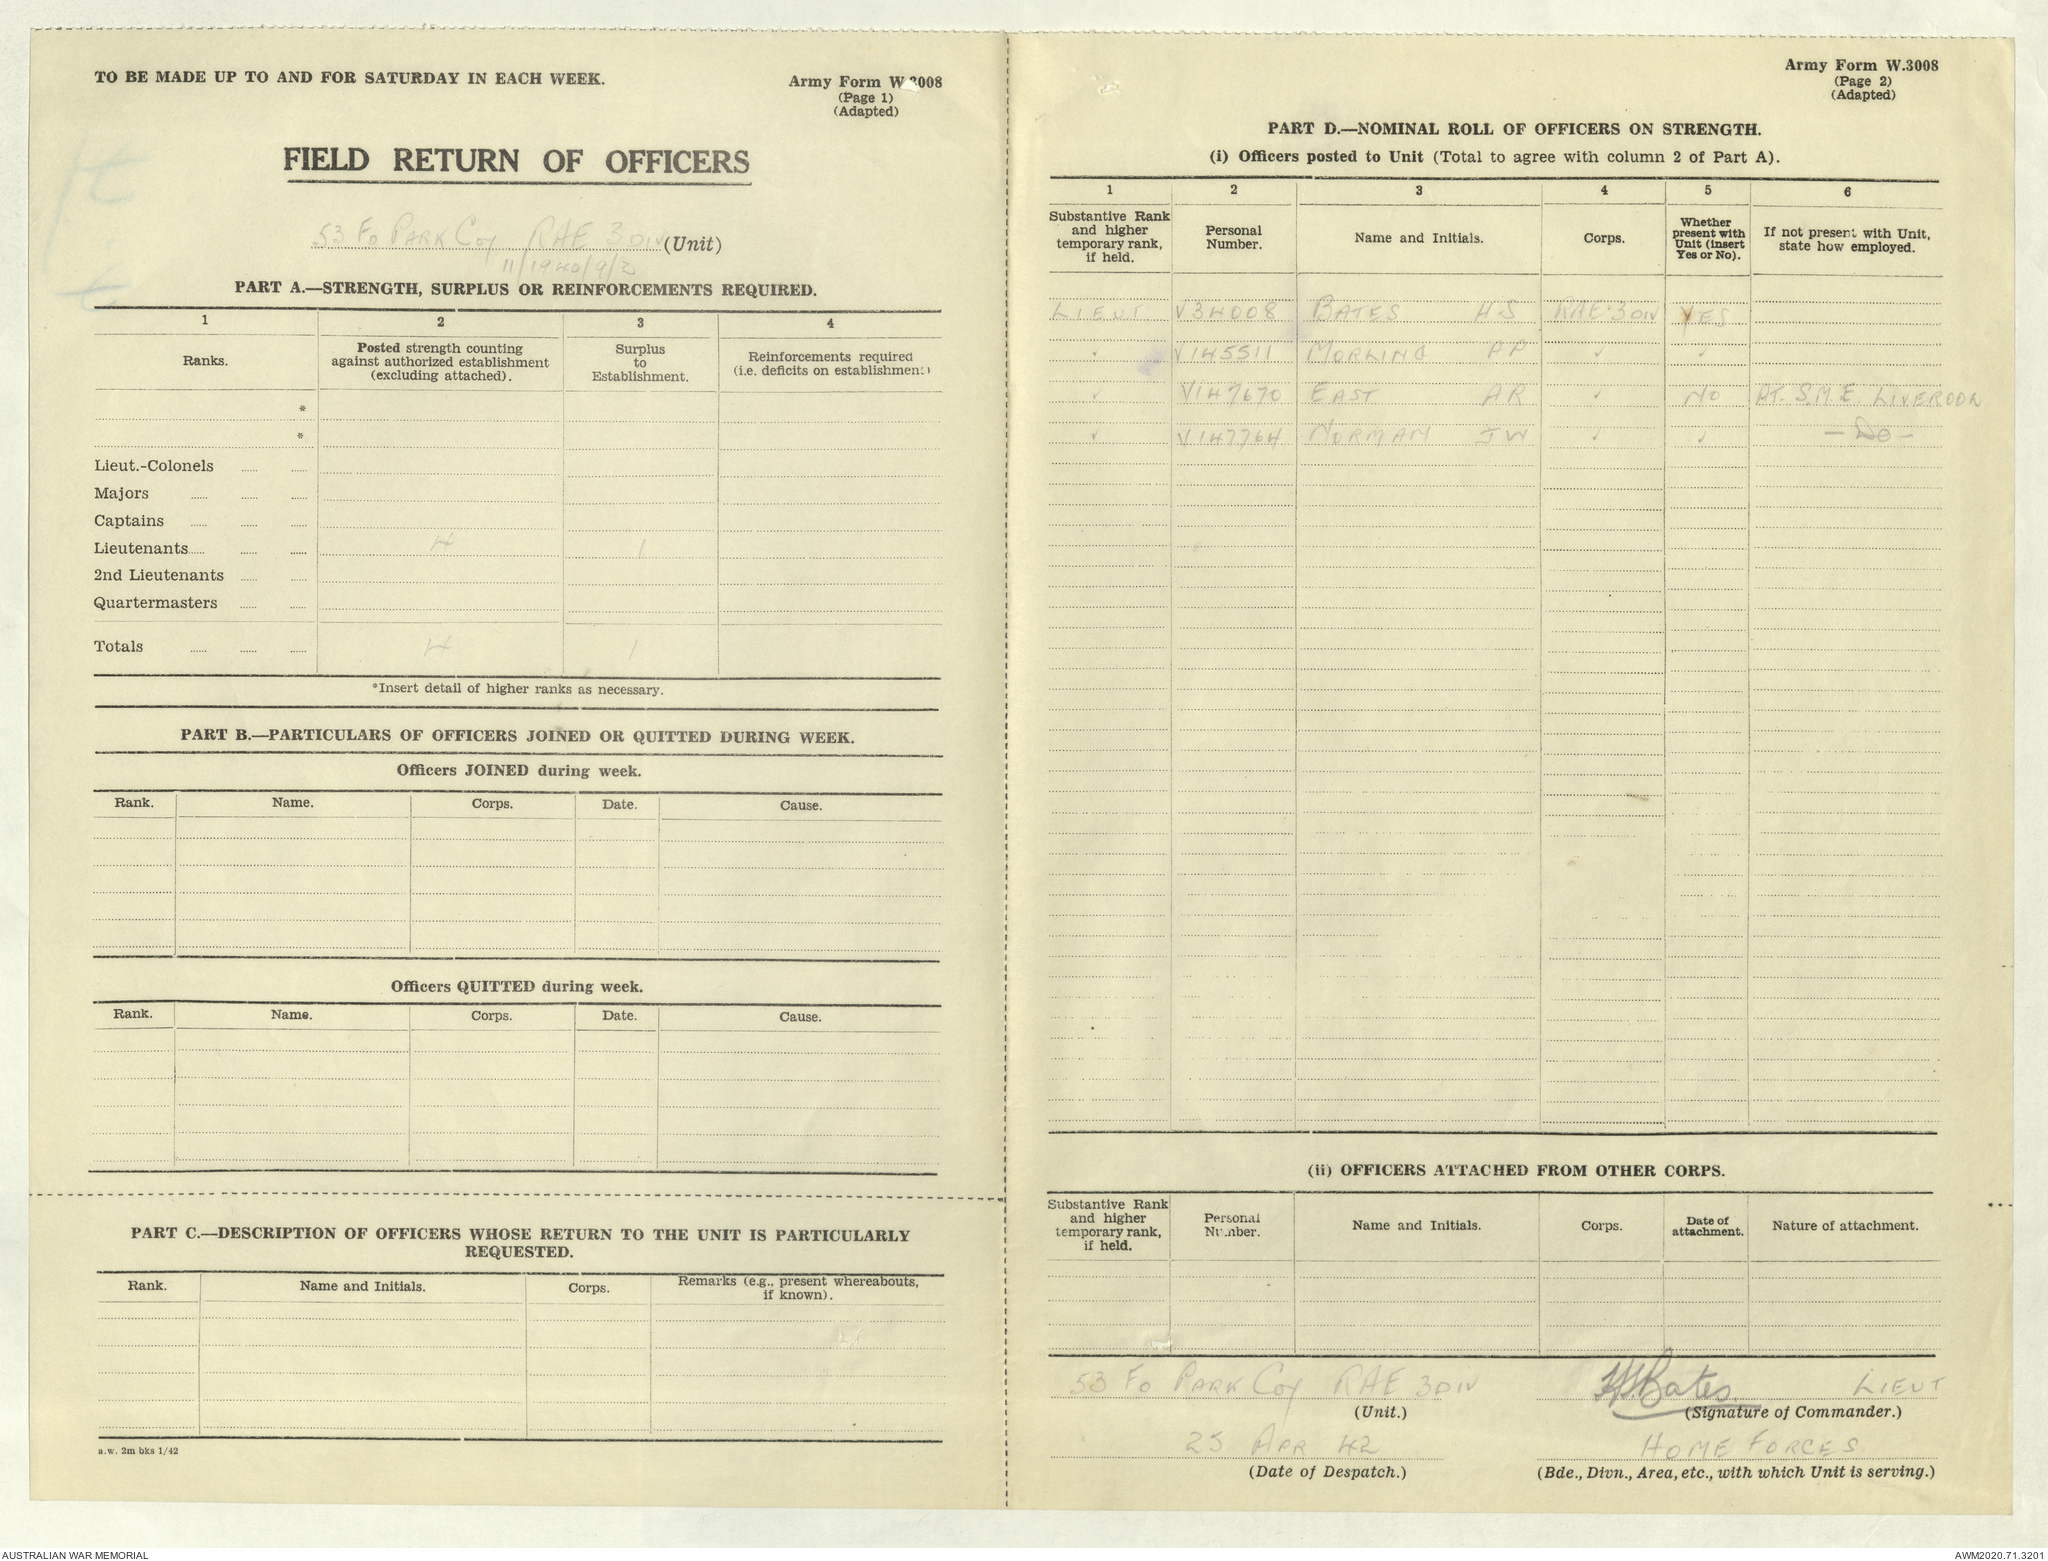 TO BE MADE UP TO AND FOR SATURDAY IN EACH WEEK.
Army Form W.3008
(Page 1)
(Adapted)
FIELD RETURN OF OFFICERS
53 FD PARK COY RAE 3 DIV (Unit)
11/1940/9/2
PART A.—STRENGTH, SURPLUS OR REINFORCEMENTS REQUIRED.
1 2 3 4
Ranks. Posted strength counting against authorized establishment (excluding attached). Surplus to Establishment. Reinforcements required (i.e. deficits on establishment)
*
*
Lieut.-Colonels
Majors
Captains
Lieutenants 4 1
2nd Lieutenants
Quartermasters
Totals 4 1
*Insert detail of higher ranks as necessary.
PART B.—PARTICULARS OF OFFICERS JOINED OR QUITTED DURING WEEK.
Officers JOINED during week.
Rank. Name. Corps. Date. Cause.
Officers QUITTED during week.
Rank. Name. Corps. Date. Cause.
PART C.—DESCRIPTION OF OFFICERS WHOSE RETURN TO THE UNIT IS PARTICULARLY
REQUESTED.
Rank. Name and Initials. Corps. Remarks (e.g., present whereabouts, if known).
a.w. 2m bks 1/42
Army Form W.3008
(Page 2)
(Adapted)
PART D.—NOMINAL ROLL OF OFFICERS ON STRENGTH.
(i) Officers posted to Unit (Total to agree with column 2 of Part A).
1 2 3 4 5 6
Substantive Rank and higher temporary rank, if held. Personal Number. Name and Initials. Corps. Whether present with Unit (insert Yes or No). If not present with Unit, state how employed.
LIEUT V34008 BATES HS RAE 3 DIV YES
✓ V145511 MORLING AP ✓ ✓
✓ V147670 EAST AR ✓ NO AT S.M.E. LIVERPOOL
✓ V147764 NORMAN JW ✓ ✓ — Do —
(ii) OFFICERS ATTACHED FROM OTHER CORPS.
Substantive Rank and higher temporary rank, if held. Personal Number. Name and Initials. Corps. Date of attachment. Nature of attachment.
53 FD PARK COY RAE 3 DIV HSBates LIEUT
(Unit.) (Signature of Commander.)
25 APR 42 HOME FORCES
(Date of Despatch.) (Bde., Divn., Area, etc., with which Unit is serving.)
AUSTRALIAN WAR MEMORIAL AWM2020.71.3201